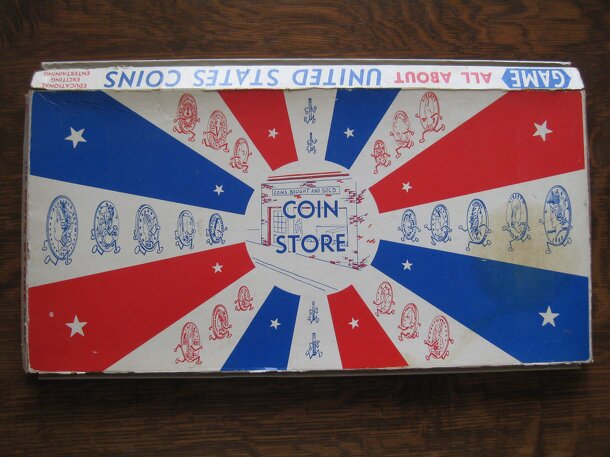 GAME ALL ABOUT UNITED STATES COINS
EDUCATIONAL
EXCITING
ENTERTAINING
COINS BOUGHT AND SOLD
COIN
STORE